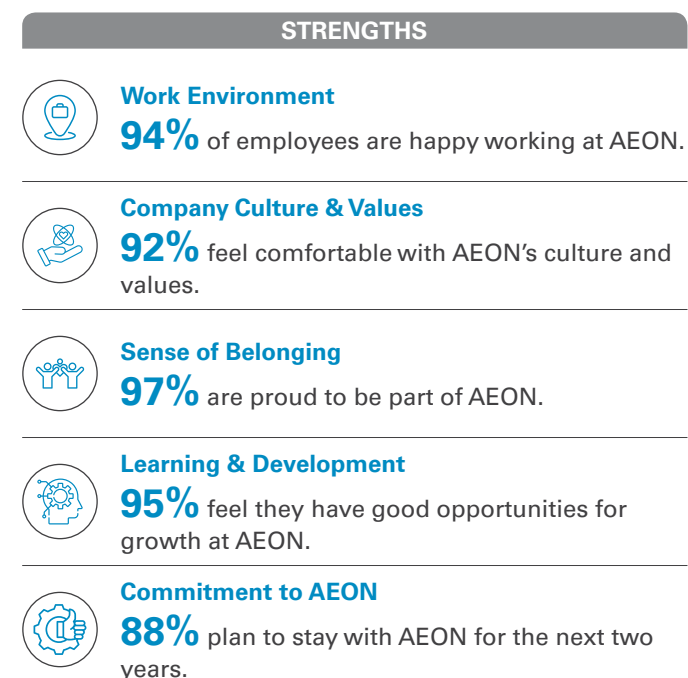 STRENGTHS
Work Environment
94% of employees are happy working at AEON.
Company Culture & Values
92% feel comfortable with AEON’s culture and
values.
Sense of Belonging
97% are proud to be part of AEON.
Learning & Development
95% feel they have good opportunities for
growth at AEON.
Commitment to AEON
88% plan to stay with AEON for the next two
years.